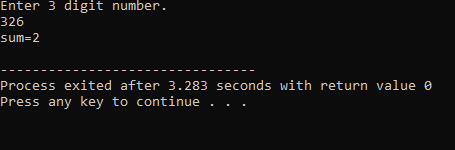 Enter 3 digit number.
326
sum=2
--------------------------------
Process exited after 3.283 seconds with return value 0
Press any key to continue . . .